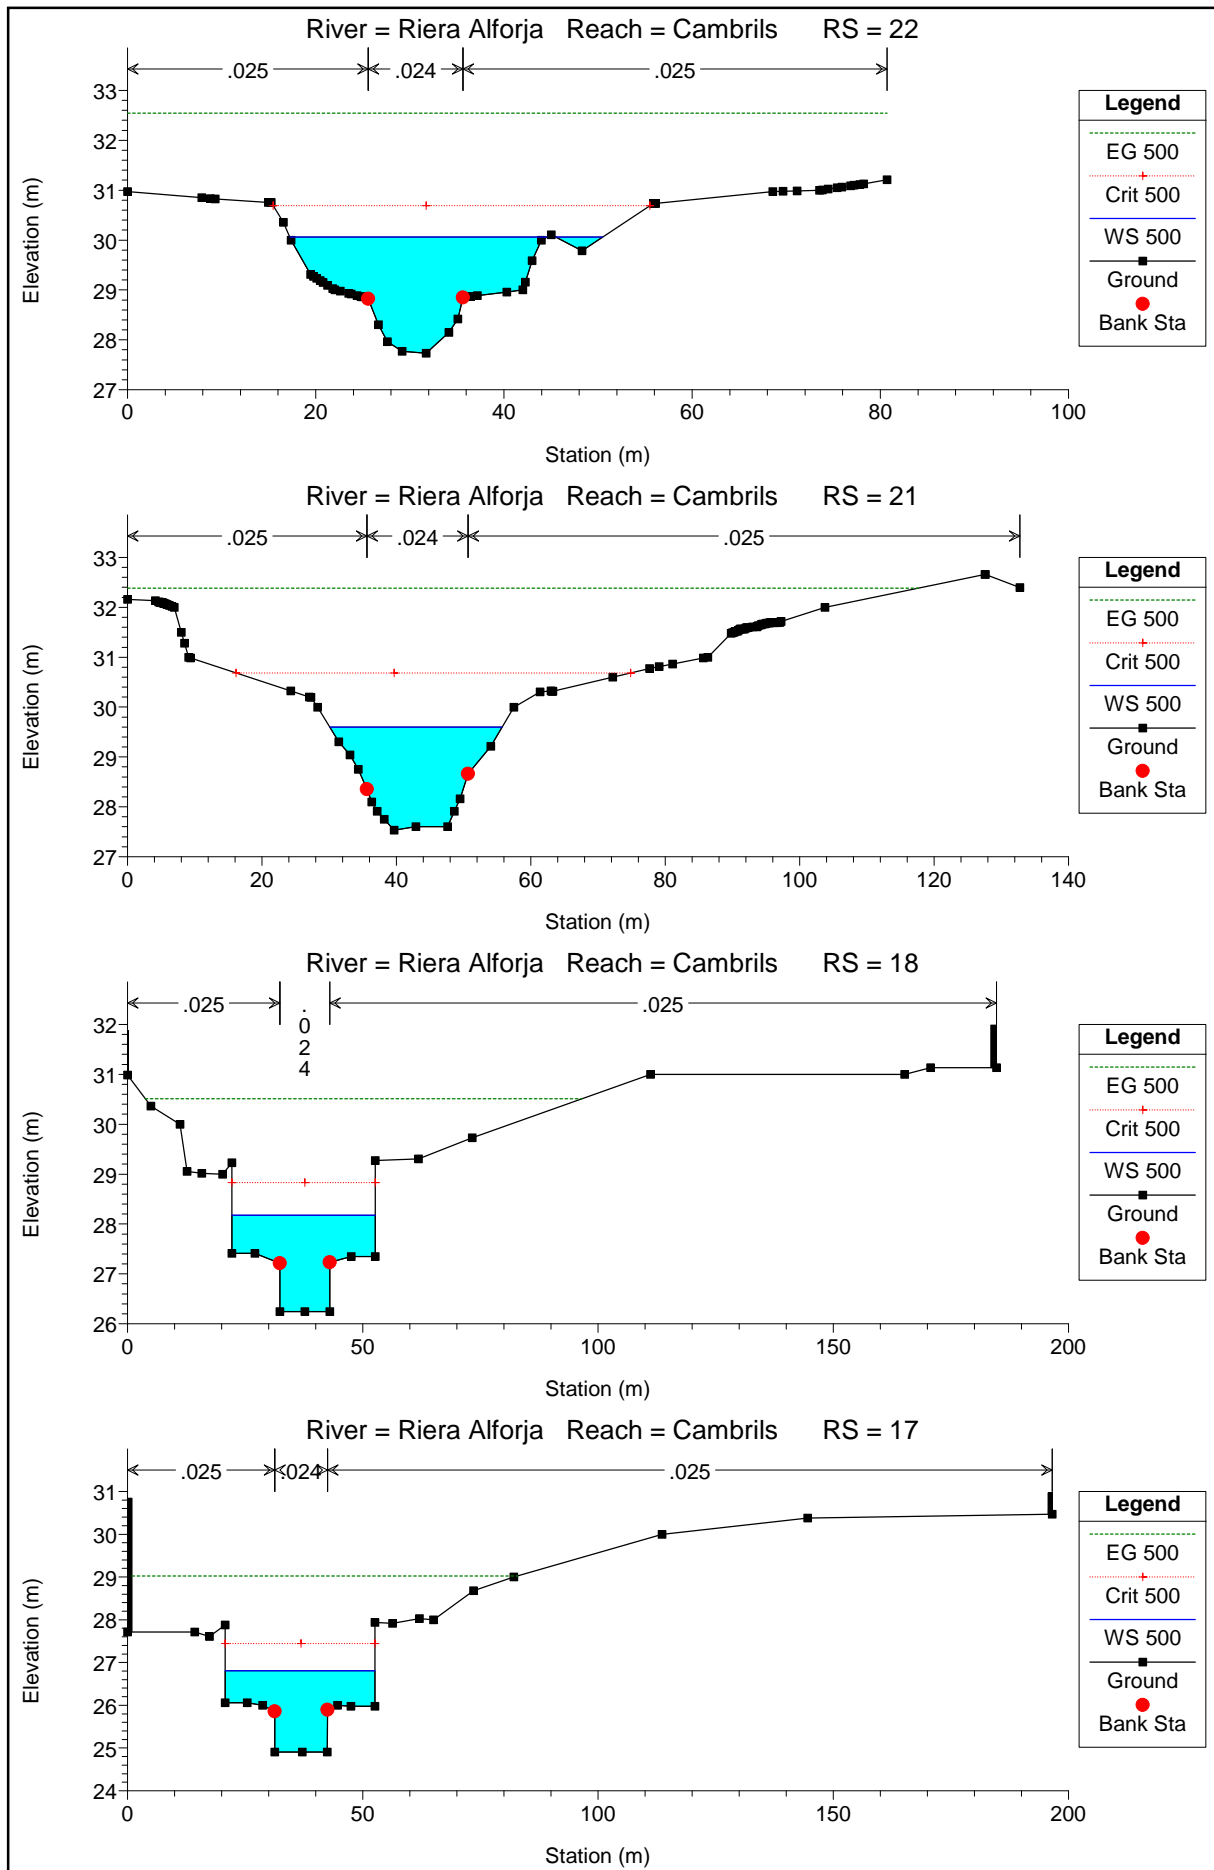 River = Riera Alforja Reach = Cambrils RS = 22
.025 .024 .025
33
32
31
30
29
28
27
0 20 40 60 80 100
Elevation (m)
Station (m)
Legend
EG 500
Crit 500
WS 500
Ground
Bank Sta
River = Riera Alforja Reach = Cambrils RS = 21
.025 .024 .025
33
32
31
30
29
28
27
0 20 40 60 80 100 120 140
Elevation (m)
Station (m)
Legend
EG 500
Crit 500
WS 500
Ground
Bank Sta
River = Riera Alforja Reach = Cambrils RS = 18
.025 .024 .025
32
31
30
29
28
27
26
0 50 100 150 200
Elevation (m)
Station (m)
Legend
EG 500
Crit 500
WS 500
Ground
Bank Sta
River = Riera Alforja Reach = Cambrils RS = 17
.025 .024 .025
31
30
29
28
27
26
25
24
0 50 100 150 200
Elevation (m)
Station (m)
Legend
EG 500
Crit 500
WS 500
Ground
Bank Sta